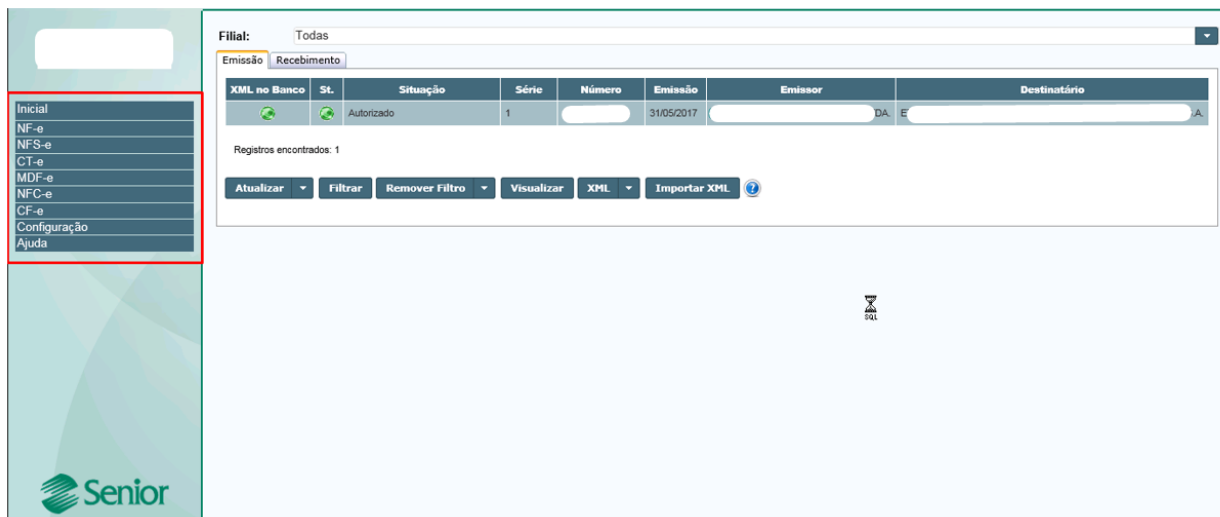 Filial: Todas
Emissão Recebimento
XML no Banco St. Situação Série Número Emissão Emissor Destinatário
Autorizado 1 31/05/2017 DA. E .A.
Registros encontrados: 1
Atualizar Filtrar Remover Filtro Visualizar XML Importar XML ?
Inicial
NF-e
NFS-e
CT-e
MDF-e
NFC-e
CF-e
Configuração
Ajuda
SQL
Senior